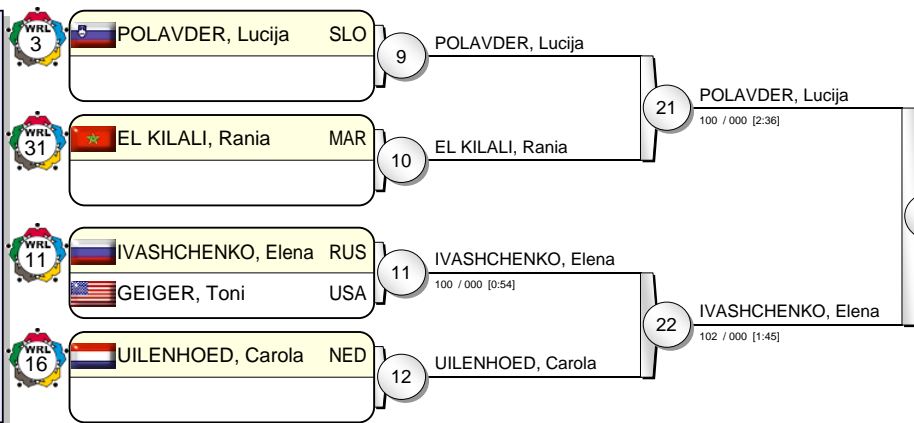 WRL 3 POLAVDER, Lucija SLO
9 POLAVDER, Lucija
21 POLAVDER, Lucija
100 / 000 [2:36]
WRL 31 EL KILALI, Rania MAR
10 EL KILALI, Rania
WRL 11 IVASHCHENKO, Elena RUS
GEIGER, Toni USA
11 IVASHCHENKO, Elena
100 / 000 [0:54]
22 IVASHCHENKO, Elena
102 / 000 [1:45]
WRL 16 UILENHOED, Carola NED
12 UILENHOED, Carola